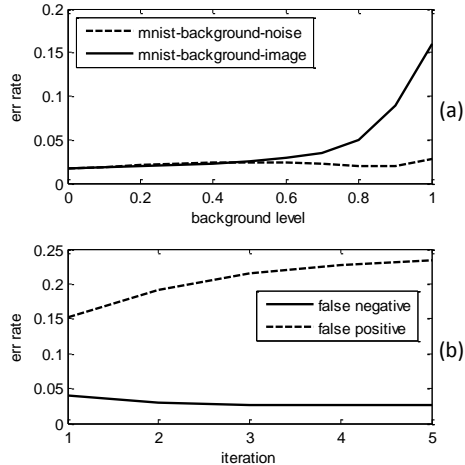 0.2
0.15
0.1
0.05
0
err rate
mnist-background-noise
mnist-background-image
(a)
0 0.2 0.4 0.6 0.8 1
background level
0.25
0.2
0.15
0.1
0.05
0
err rate
false negative
false positive
(b)
1 2 3 4 5
iteration